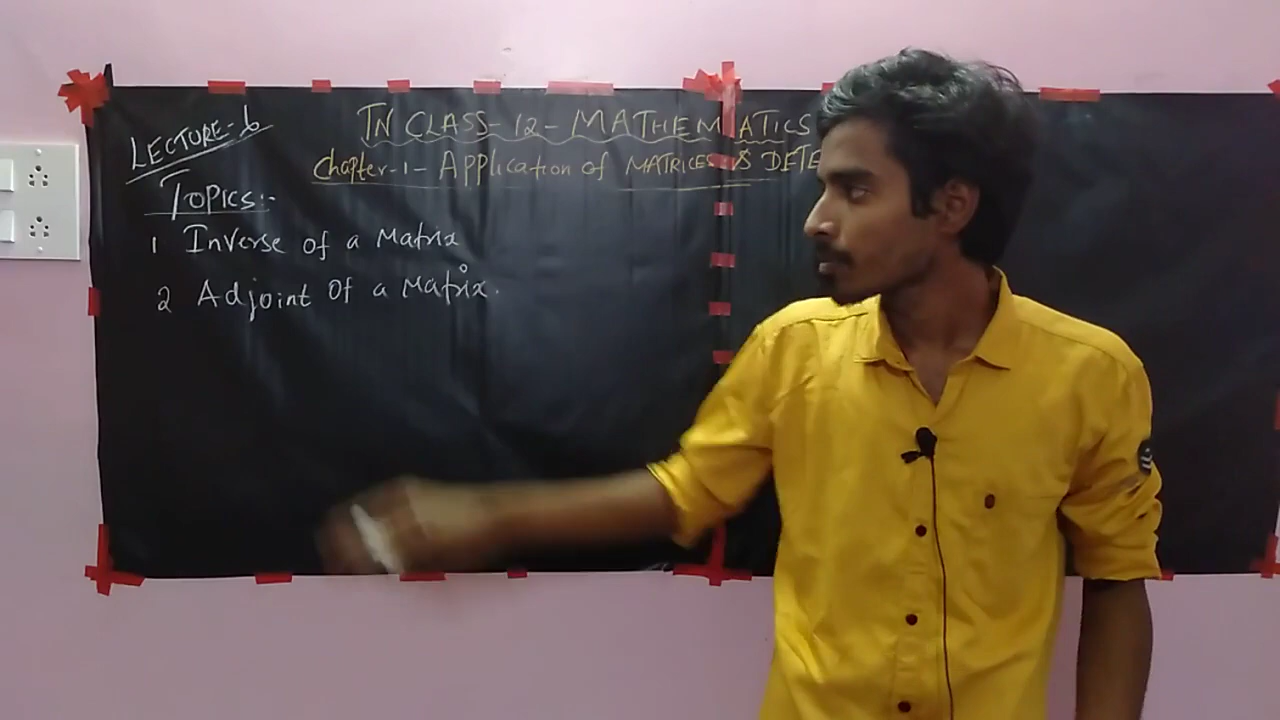 LECTURE-6
TN CLASS-12-MATHEMATICS
Chapter-1-Application of MATRICES & DETE
Topics:-
1 Inverse of a Matrix
2 Adjoint Of a Matrix.